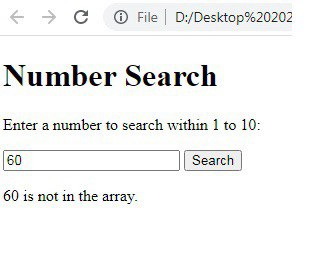 File | D:/Desktop%20202
Number Search
Enter a number to search within 1 to 10:
60 Search
60 is not in the array.